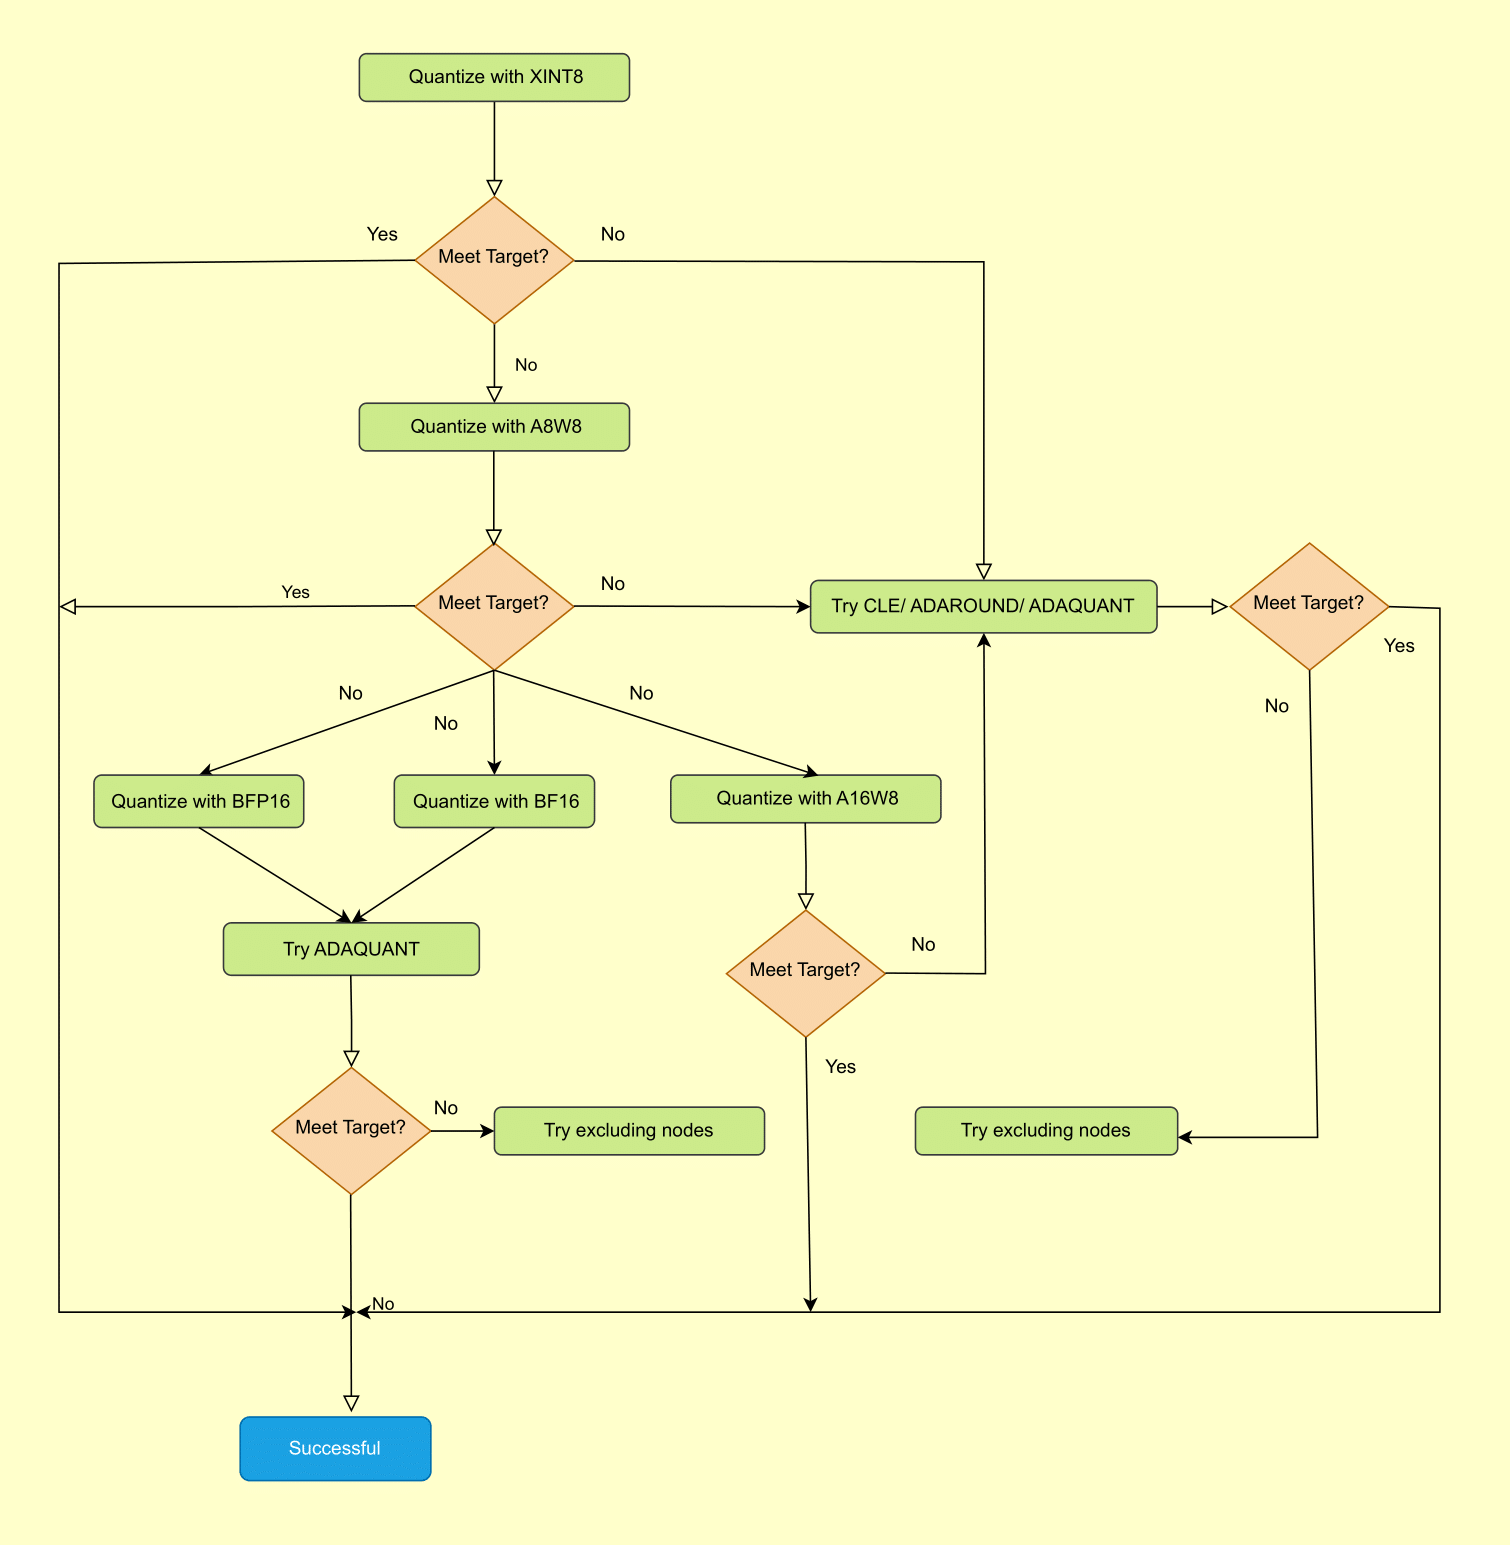 Quantize with XINT8
Yes
No
Meet Target?
No
Quantize with A8W8
Yes
Meet Target?
No
Try CLE/ ADAROUND/ ADAQUANT
Meet Target?
Yes
No
No
No
No
Quantize with BFP16
Quantize with BF16
Quantize with A16W8
Try ADAQUANT
Meet Target?
No
Yes
Meet Target?
No
Try excluding nodes
Try excluding nodes
No
Successful